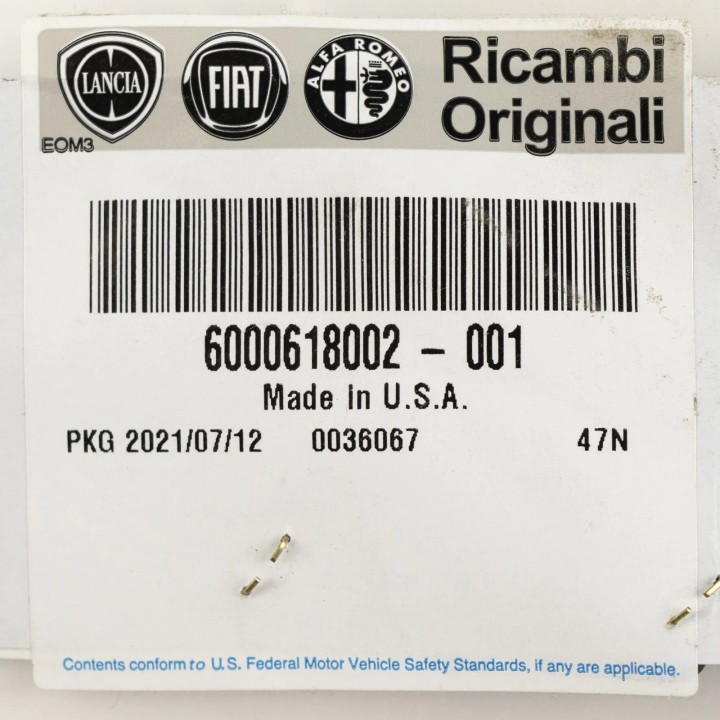 LANCIA
FIAT
ALFA ROMEO
Ricambi
Originali
EOM3
6000618002 - 001
Made in U.S.A.
PKG 2021/07/12 0036067 47N
Contents conform to U.S. Federal Motor Vehicle Safety Standards, if any are applicable.